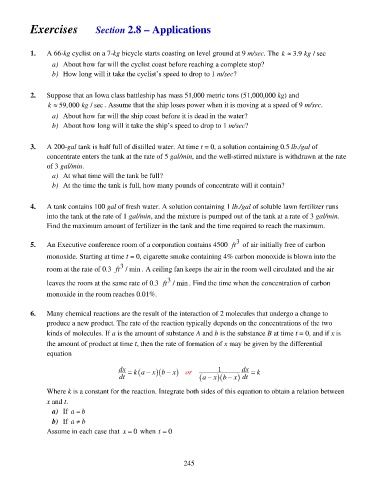 Exercises Section 2.8 – Applications
1. A 66-kg cyclist on a 7-kg bicycle starts coasting on level ground at 9 m/sec. The k ≈ 3.9 kg / sec
a) About how far will the cyclist coast before reaching a complete stop?
b) How long will it take the cyclist's speed to drop to 1 m/sec?
2. Suppose that an Iowa class battleship has mass 51,000 metric tons (51,000,000 kg) and
k ≈ 59,000 kg / sec. Assume that the ship loses power when it is moving at a speed of 9 m/sec.
a) About how far will the ship coast before it is dead in the water?
b) About how long will it take the ship's speed to drop to 1 m/sec?
3. A 200-gal tank is half full of distilled water. At time t = 0, a solution containing 0.5 lb/gal of
concentrate enters the tank at the rate of 5 gal/min, and the well-stirred mixture is withdrawn at the rate
of 3 gal/min.
a) At what time will the tank be full?
b) At the time the tank is full, how many pounds of concentrate will it contain?
4. A tank contains 100 gal of fresh water. A solution containing 1 lb/gal of soluble lawn fertilizer runs
into the tank at the rate of 1 gal/min, and the mixture is pumped out of the tank at a rate of 3 gal/min.
Find the maximum amount of fertilizer in the tank and the time required to reach the maximum.
5. An Executive conference room of a corporation contains 4500 ft³ of air initially free of carbon
monoxide. Starting at time t = 0, cigarette smoke containing 4% carbon monoxide is blown into the
room at the rate of 0.3 ft³ / min. A ceiling fan keeps the air in the room well circulated and the air
leaves the room at the same rate of 0.3 ft³ / min. Find the time when the concentration of carbon
monoxide in the room reaches 0.01%.
6. Many chemical reactions are the result of the interaction of 2 molecules that undergo a change to
produce a new product. The rate of the reaction typically depends on the concentrations of the two
kinds of molecules. If a is the amount of substance A and b is the substance B at time t = 0, and if x is
the amount of product at time t, then the rate of formation of x may be given by the differential
equation
dx/dt = k(a − x)(b − x) or 1/((a − x)(b − x)) dx/dt = k
Where k is a constant for the reaction. Integrate both sides of this equation to obtain a relation between
x and t.
a) If a = b
b) If a ≠ b
Assume in each case that x = 0 when t = 0
245